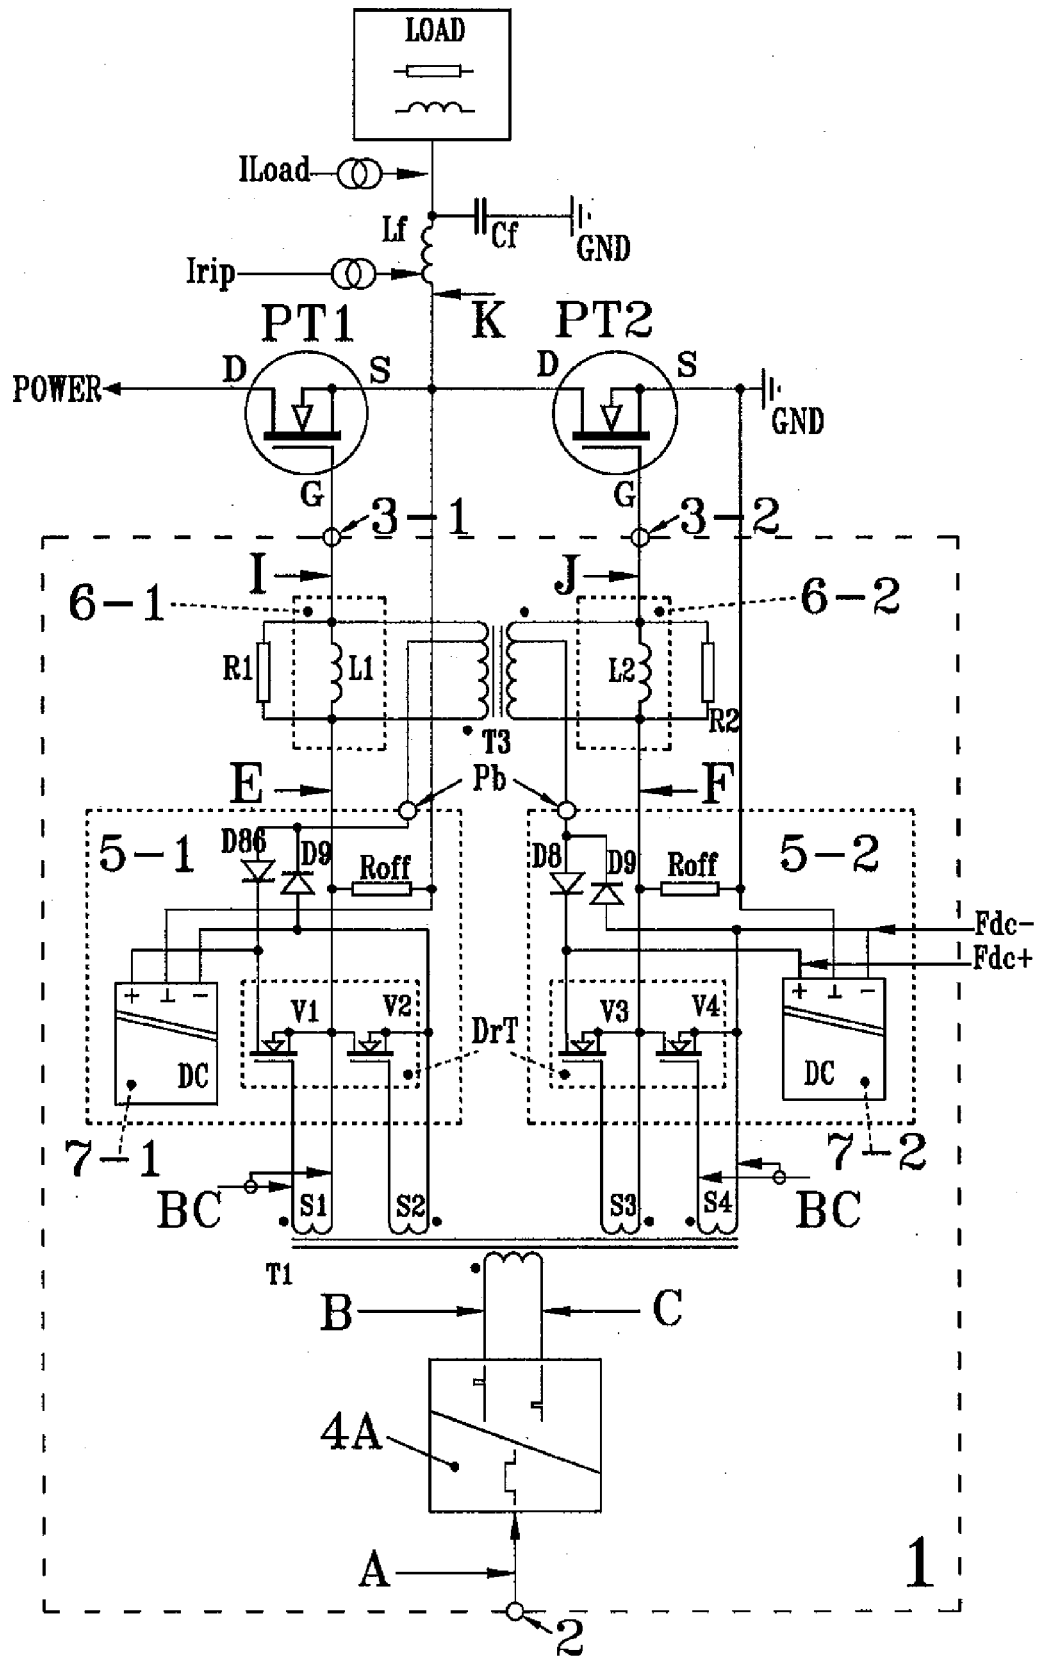 LOAD
ILoad
Lf
Cf
GND
Irip
K
PT1
PT2
D
S
D
S
POWER
GND
G
G
3-1
3-2
I
J
6-1
6-2
R1
L1
L2
R2
T3
E
Pb
F
5-1
D86
D9
Roff
D8
D9
Roff
5-2
Fdc-
Fdc+
+
⊥
−
+
⊥
−
V1
V2
DrT
V3
V4
DC
DC
7-1
7-2
BC
S1
S2
S3
S4
BC
T1
B
C
4A
A
1
2